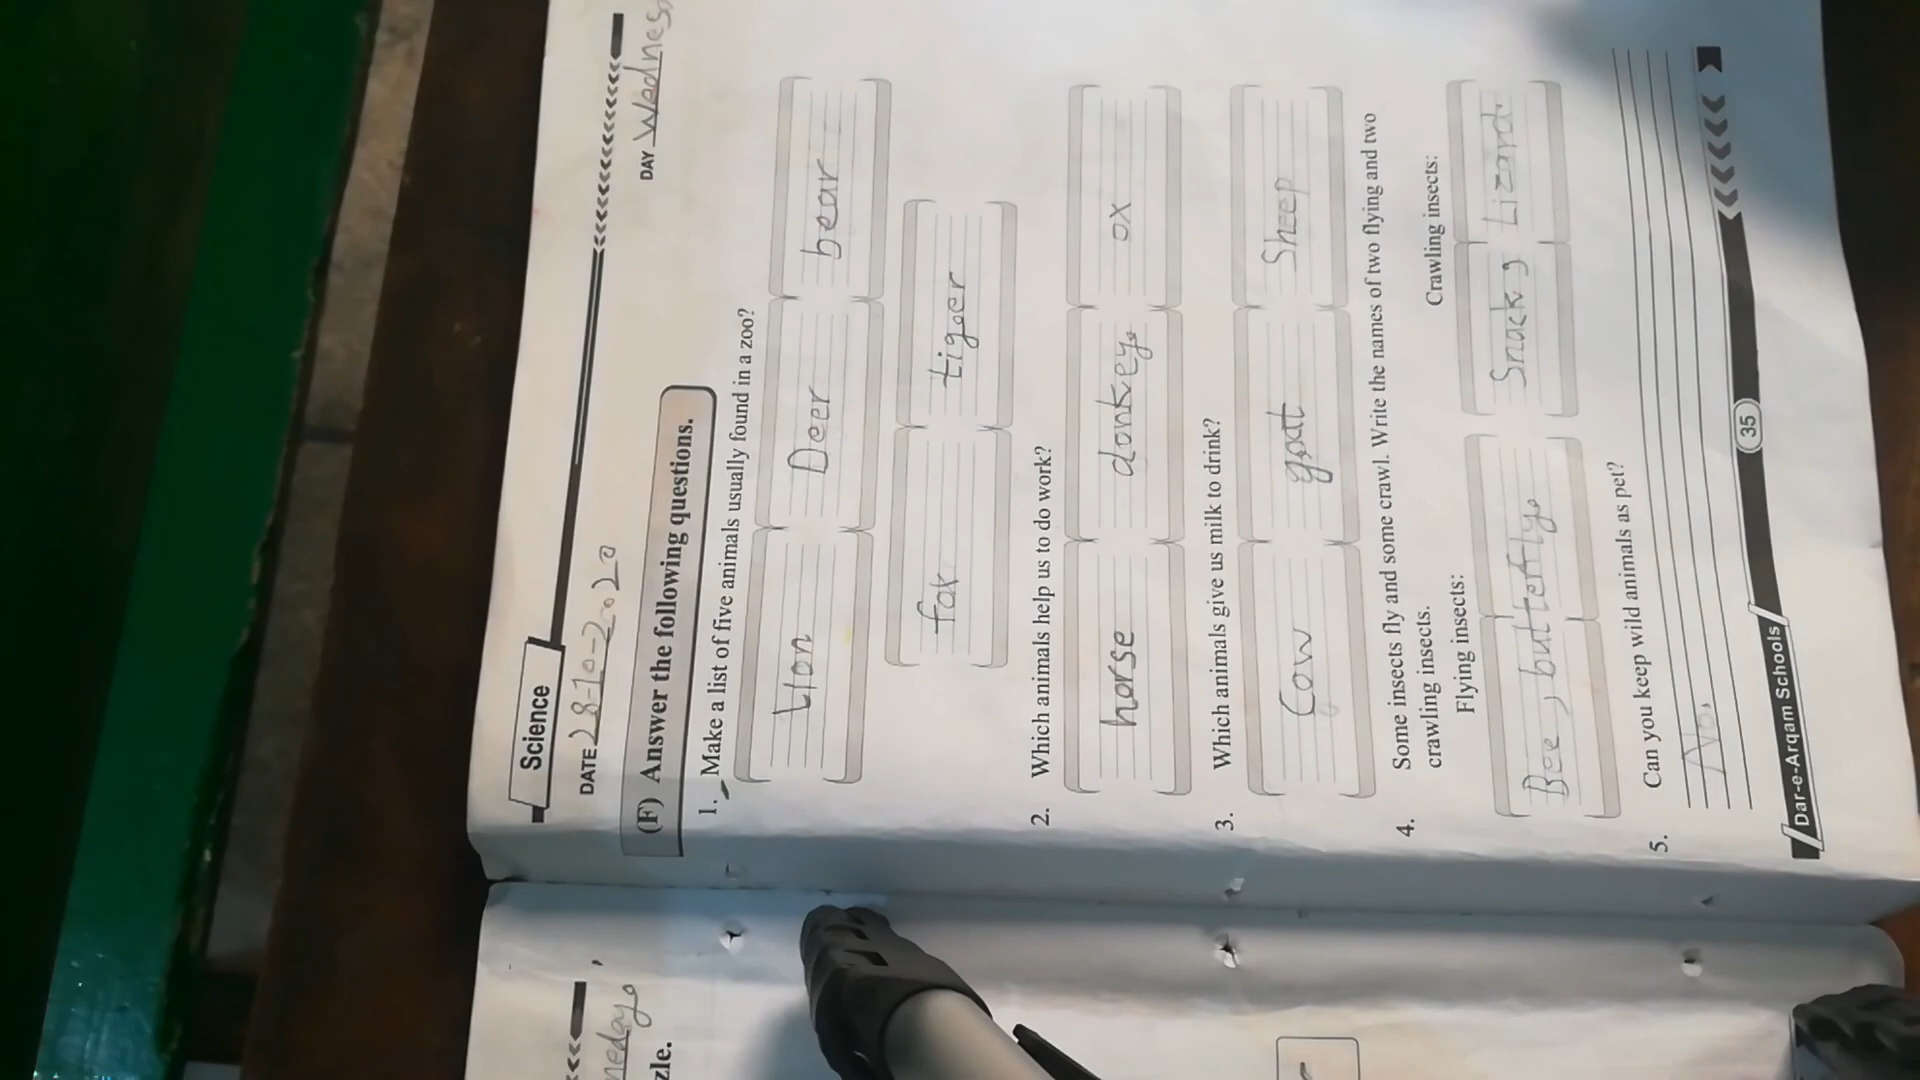 Science
DATE 28-10-2020 DAY Wednes
(F) Answer the following questions.
1. Make a list of five animals usually found in a zoo?
Lion Deer bear
fox tiger
2. Which animals help us to do work?
horse donkey ox
3. Which animals give us milk to drink?
Cow goat Sheep
4. Some insects fly and some crawl. Write the names of two flying and two
crawling insects.
Flying insects: Crawling insects:
Bee, butterfly Snack, Lizard.
5. Can you keep wild animals as pet?
No.
Dar-e-Arqam Schools 35
neday
zle.